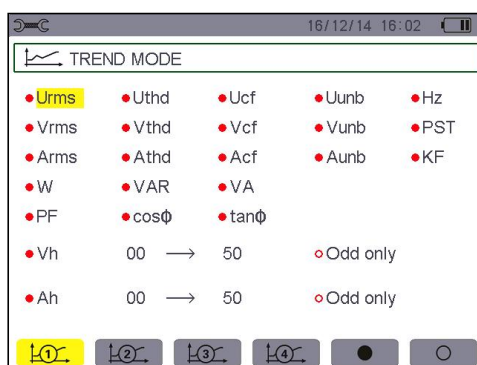 16/12/14 16:02
TREND MODE
Urms Uthd Ucf Uunb Hz
Vrms Vthd Vcf Vunb PST
Arms Athd Acf Aunb KF
W VAR VA
PF cosΦ tanΦ
Vh 00 → 50 Odd only
Ah 00 → 50 Odd only
1 2 3 4